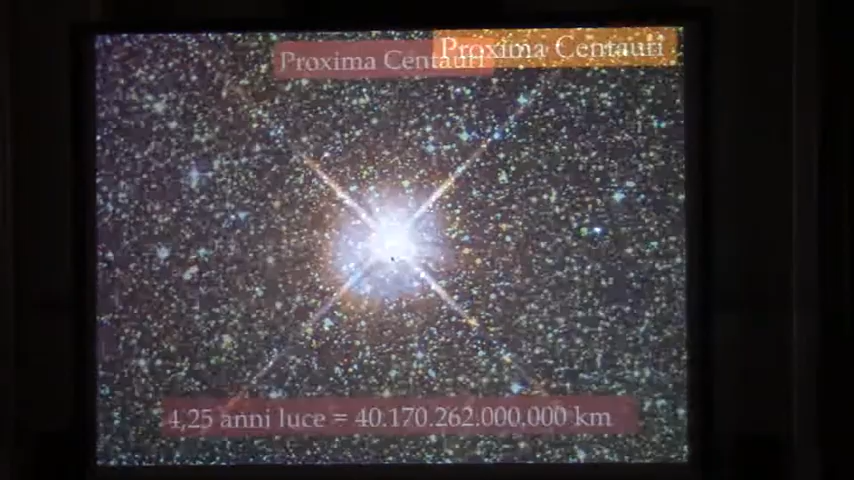 Proxima Centauri
Proxima Centauri
4,25 anni luce = 40.170.262.000.000 km